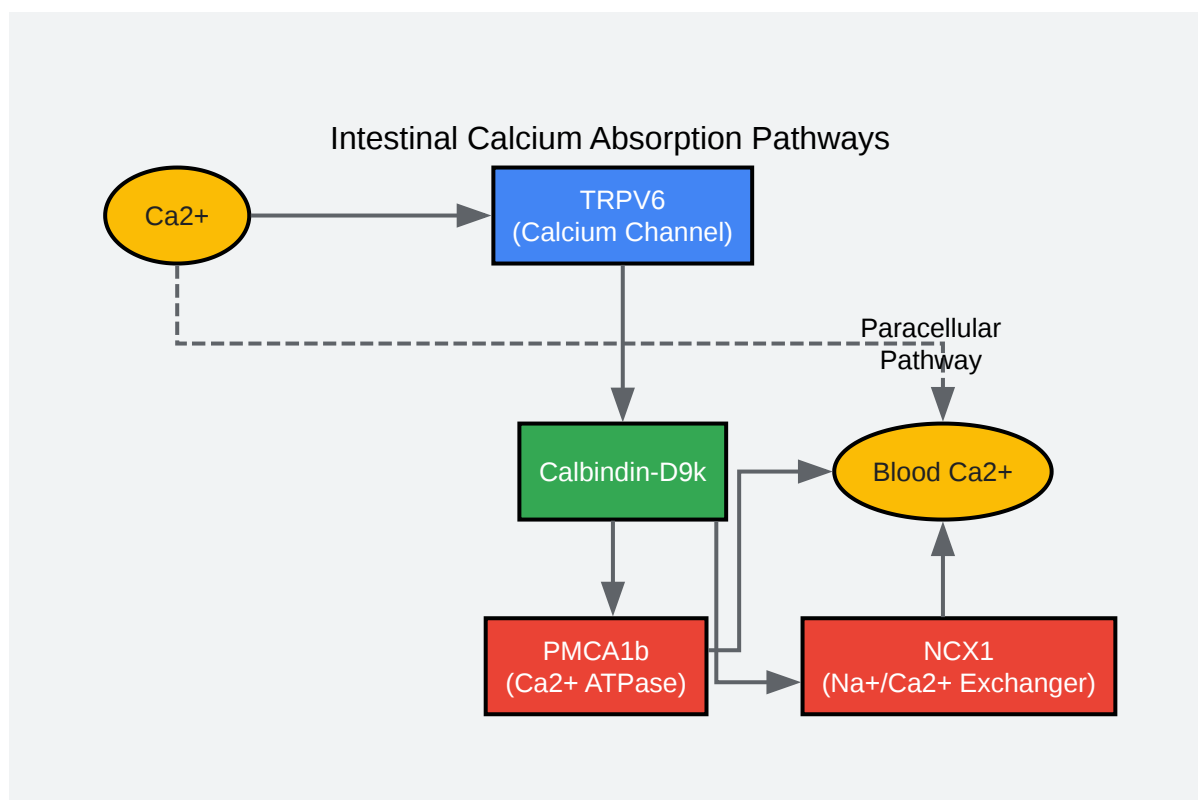 Intestinal Calcium Absorption Pathways
Ca2+
TRPV6
(Calcium Channel)
Paracellular
Pathway
Calbindin-D9k
Blood Ca2+
PMCA1b
(Ca2+ ATPase)
NCX1
(Na+/Ca2+ Exchanger)